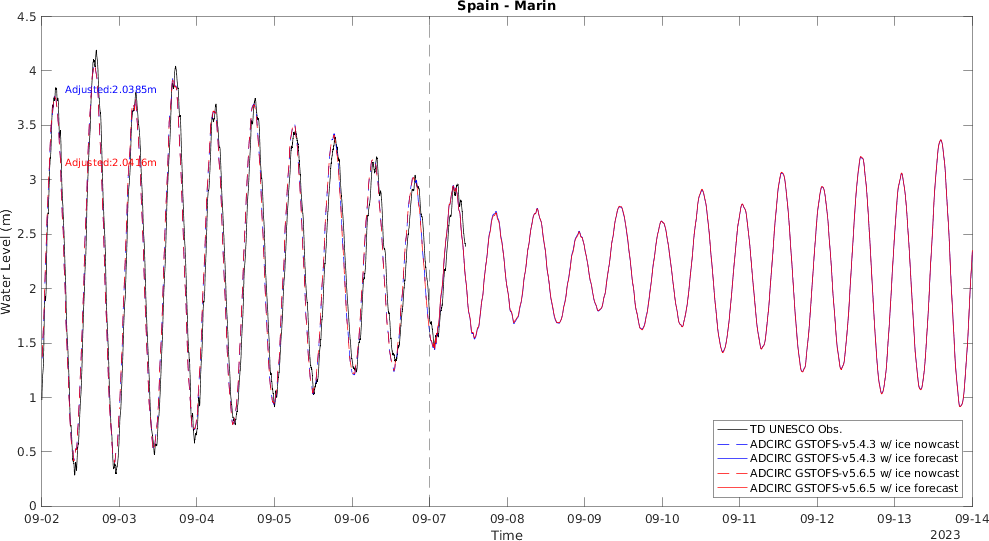 Spain - Marin
4.5
4
3.5
3
2.5
2
1.5
1
0.5
0
Water Level (m)
Adjusted:2.0385m
Adjusted:2.0416m
TD UNESCO Obs.
ADCIRC GSTOFS-v5.4.3 w/ ice nowcast
ADCIRC GSTOFS-v5.4.3 w/ ice forecast
ADCIRC GSTOFS-v5.6.5 w/ ice nowcast
ADCIRC GSTOFS-v5.6.5 w/ ice forecast
09-02 09-03 09-04 09-05 09-06 09-07 09-08 09-09 09-10 09-11 09-12 09-13 09-14
Time
2023